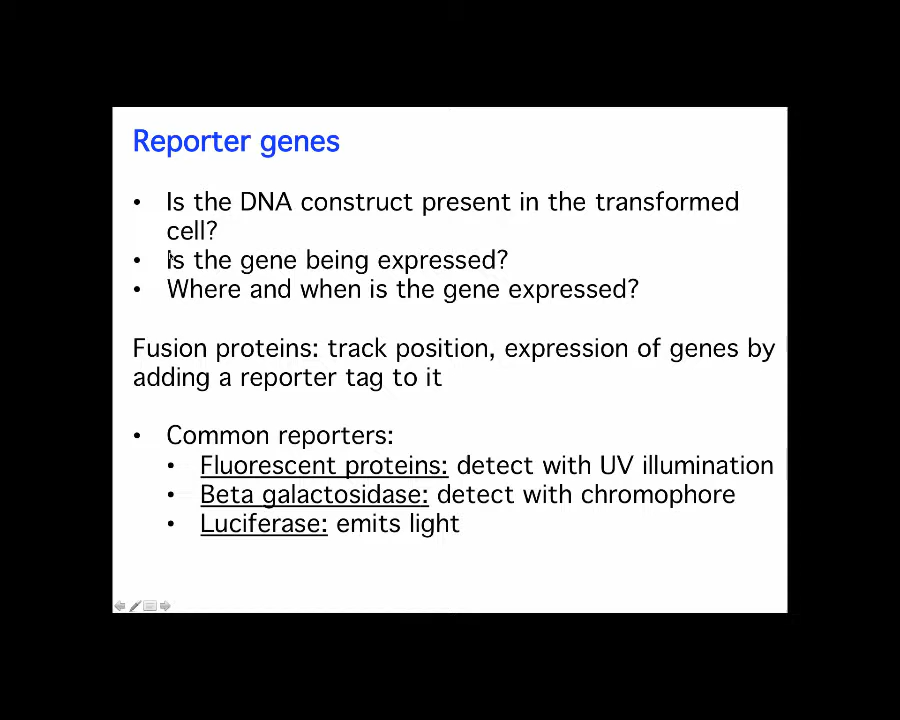 Reporter genes
• Is the DNA construct present in the transformed
cell?
• Is the gene being expressed?
• Where and when is the gene expressed?
Fusion proteins: track position, expression of genes by
adding a reporter tag to it
• Common reporters:
• Fluorescent proteins: detect with UV illumination
• Beta galactosidase: detect with chromophore
• Luciferase: emits light